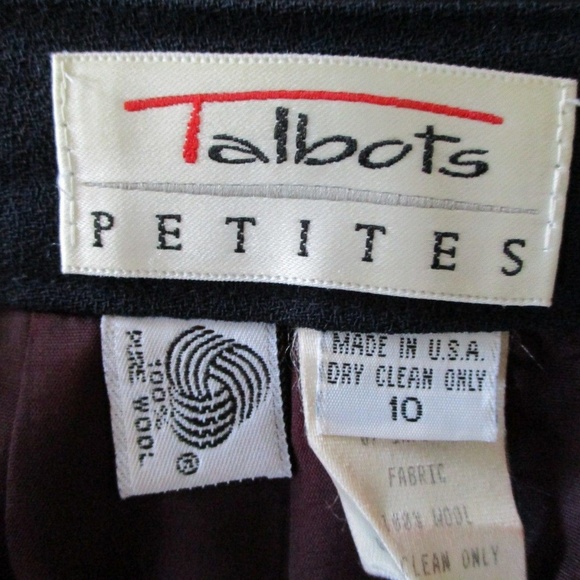 Talbots
PETITES
PURE WOOL
100%
®
MADE IN U.S.A.
DRY CLEAN ONLY
10
FABRIC
100% WOOL
CLEAN ONLY